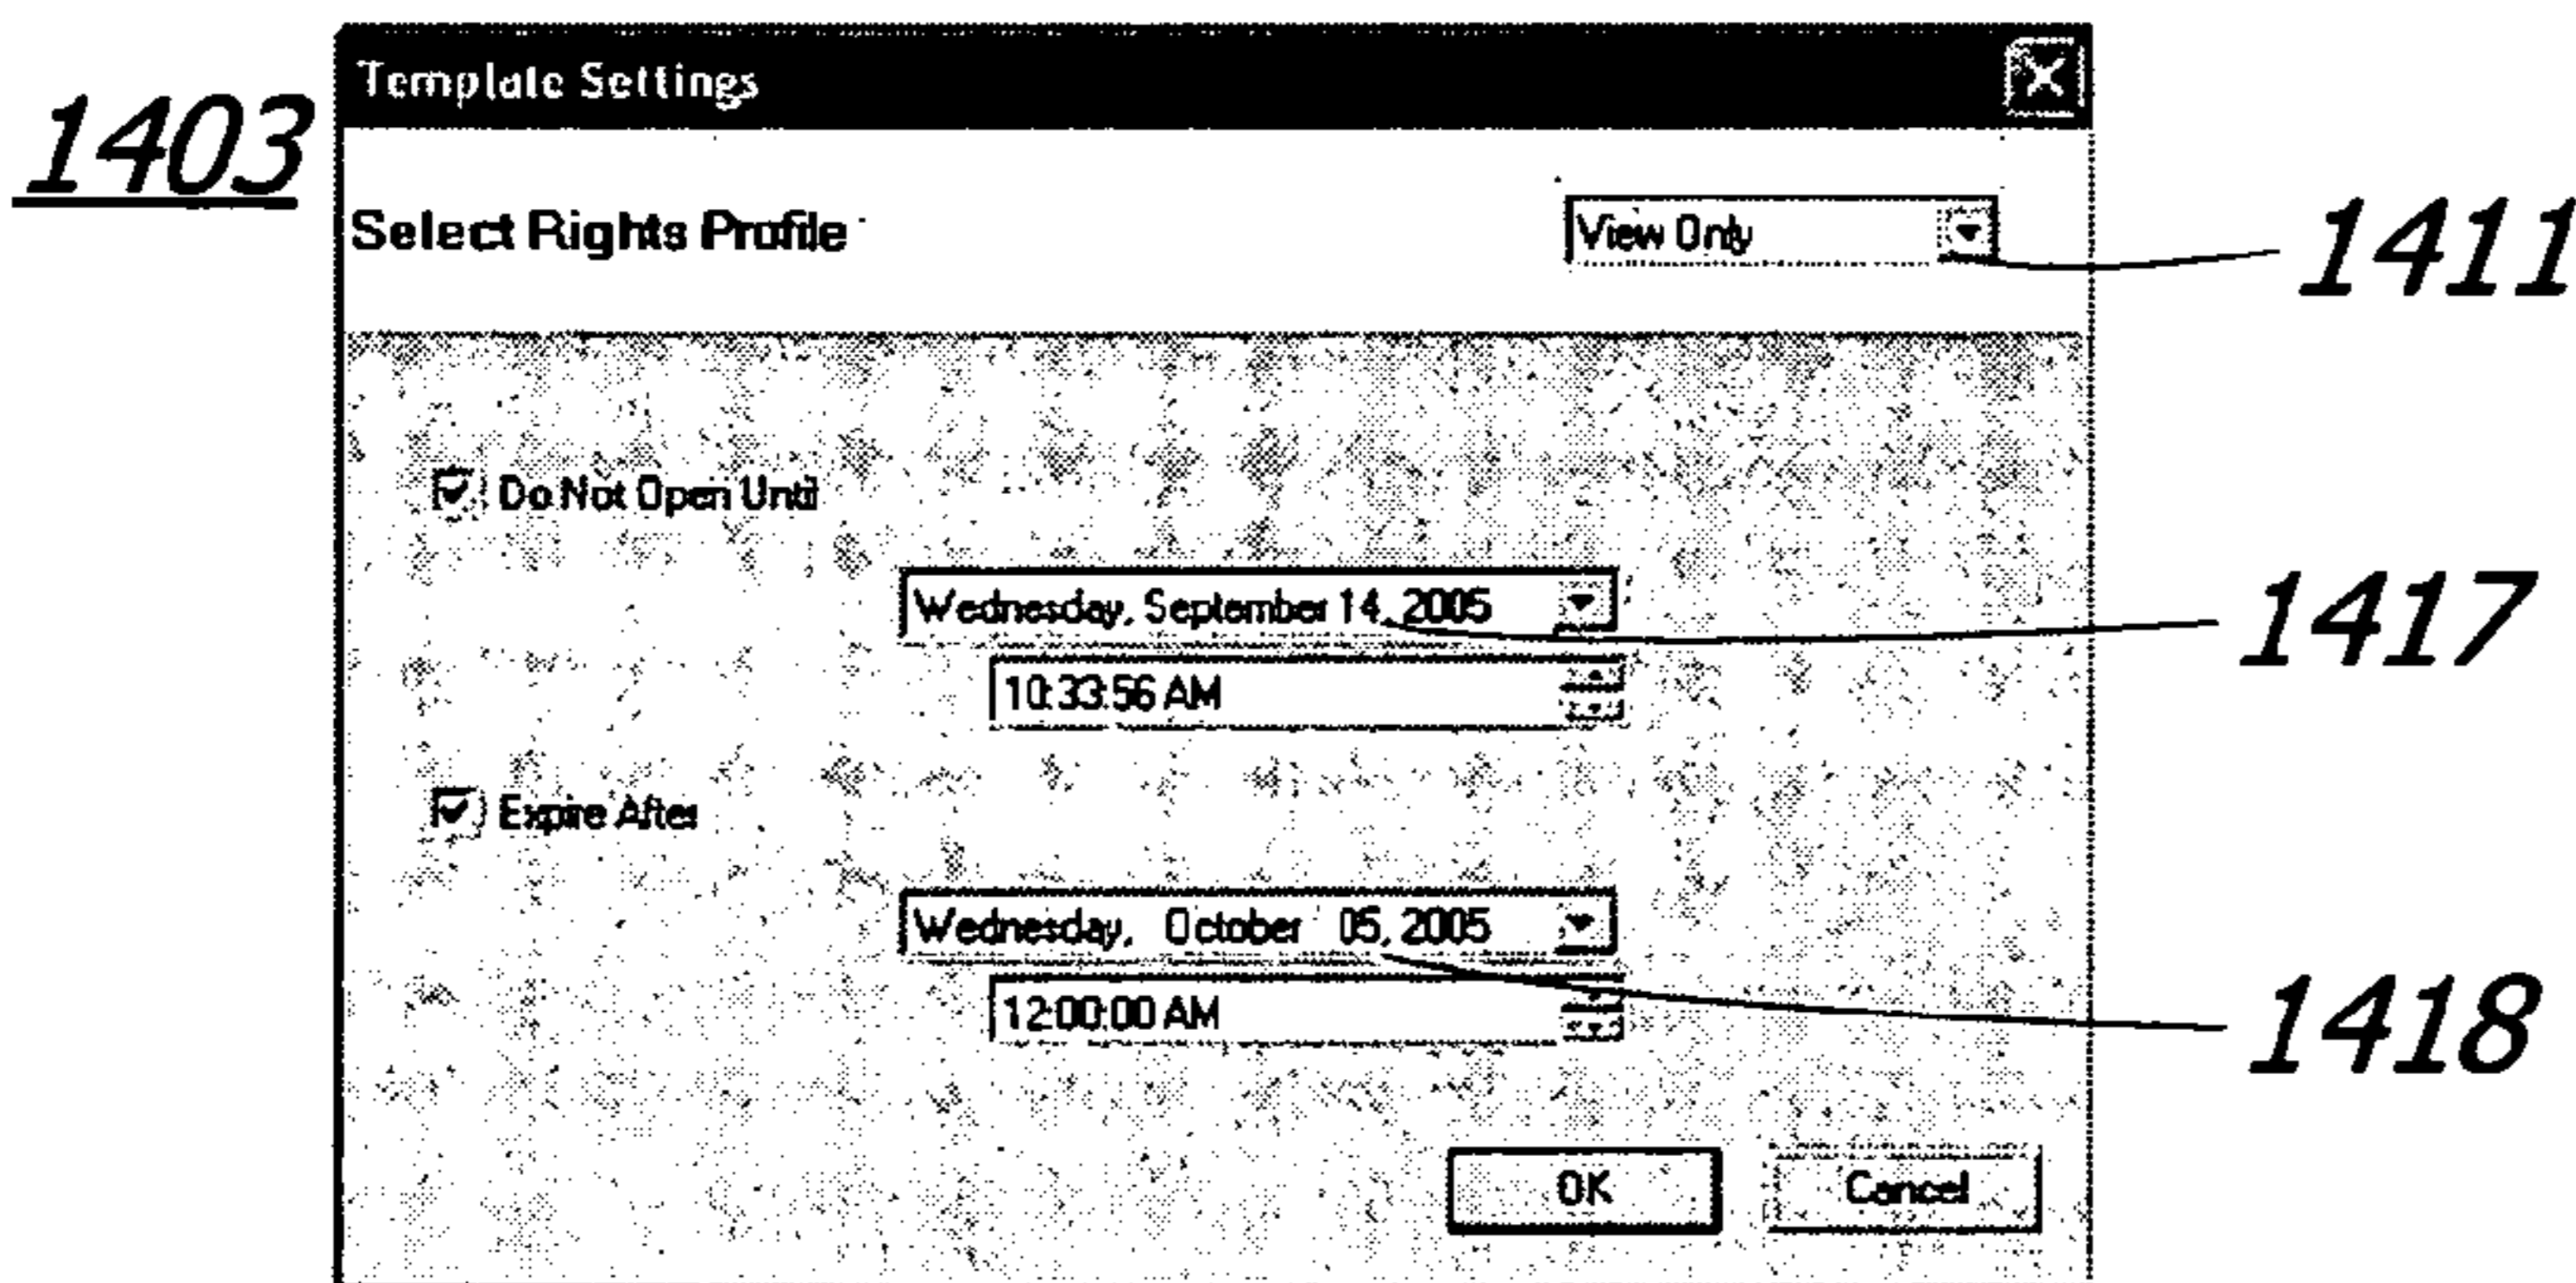 Template Settings
1403
Select Rights Profile
View Only
1411
Do Not Open Until
Wednesday, September 14, 2005
1417
10:33:56 AM
Expire After
Wednesday, October 05, 2005
12:00:00 AM
1418
OK
Cancel